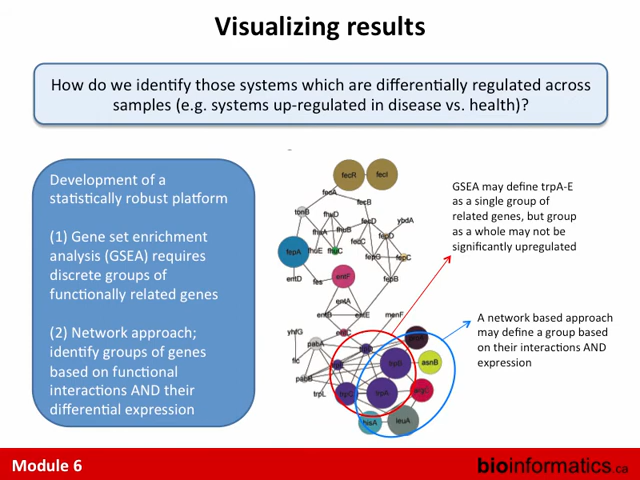 Visualizing results
How do we identify those systems which are differentially regulated across
samples (e.g. systems up-regulated in disease vs. health)?
Development of a
statistically robust platform
(1) Gene set enrichment
analysis (GSEA) requires
discrete groups of
functionally related genes
(2) Network approach;
identify groups of genes
based on functional
interactions AND their
differential expression
fecR
fecI
fecA
fecB
tonB
fhuD
fecD
ybdA
fhuA
fhuB
fepD
fepA
fhuE
fhuC
fecC
fepG
fepC
entD
fes
entF
fepB
entA
entB
entE
menF
yhfG
entC
pabA
fic
trpB
asnB
pabB
trpL
trpA
hisA
leuA
GSEA may define trpA-E
as a single group of
related genes, but group
as a whole may not be
significantly upregulated
A network based approach
may define a group based
on their interactions AND
expression
Module 6
bioinformatics.ca